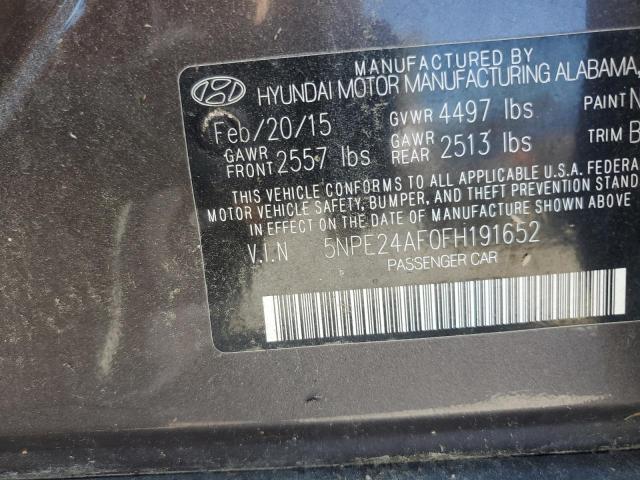 MANUFACTURED BY
HYUNDAI MOTOR MANUFACTURING ALABAMA,
Feb/20/15 GVWR 4497 lbs PAINT N
GAWR FRONT 2557 lbs GAWR REAR 2513 lbs TRIM B
THIS VEHICLE CONFORMS TO ALL APPLICABLE U.S.A. FEDERA
MOTOR VEHICLE SAFETY, BUMPER, AND THEFT PREVENTION STAND
IN EFFECT ON THE DATE OF MANUFACTURE SHOWN ABOVE
V.I.N 5NPE24AF0FH191652
PASSENGER CAR